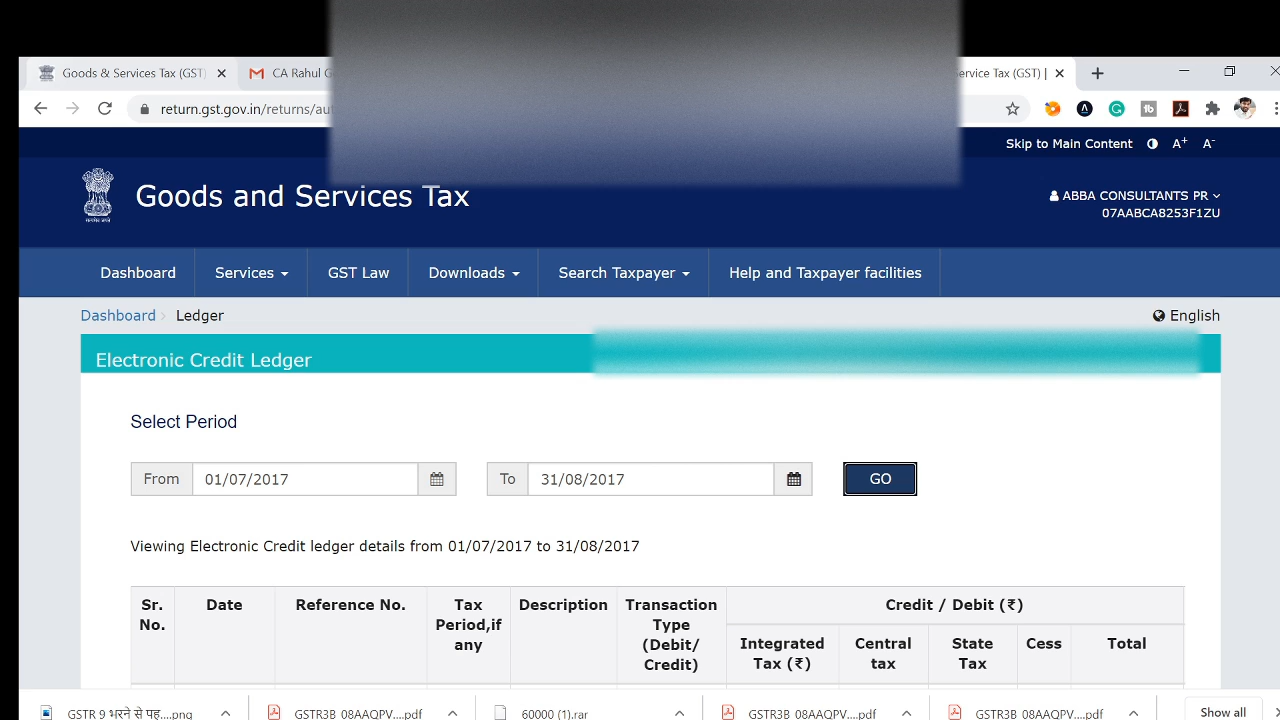 Goods & Services Tax (GST)
CA Rahul G
ervice Tax (GST) |
return.gst.gov.in/returns/au
Skip to Main Content A+ A-
Goods and Services Tax
ABBA CONSULTANTS PR
07AABCA8253F1ZU
Dashboard Services GST Law Downloads Search Taxpayer Help and Taxpayer facilities
Dashboard Ledger English
Electronic Credit Ledger
Select Period
From 01/07/2017 To 31/08/2017 GO
Viewing Electronic Credit ledger details from 01/07/2017 to 31/08/2017
Sr. No. Date Reference No. Tax Period,if any Description Transaction Type (Debit/ Credit) Credit / Debit (₹)
Integrated Tax (₹) Central tax State Tax Cess Total
GSTR 9 भरने से पह....png GSTR3B_08AAQPV....pdf 60000 (1).rar GSTR3B_08AAQPV....pdf GSTR3B_08AAQPV....pdf Show all